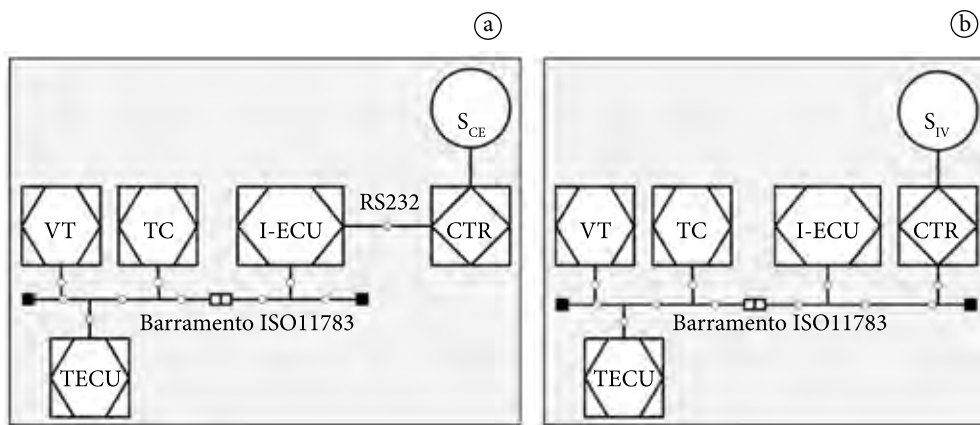 a
S_CE
RS232
VT TC I-ECU CTR
Barramento ISO11783
TECU
b
S_IV
VT TC I-ECU CTR
Barramento ISO11783
TECU